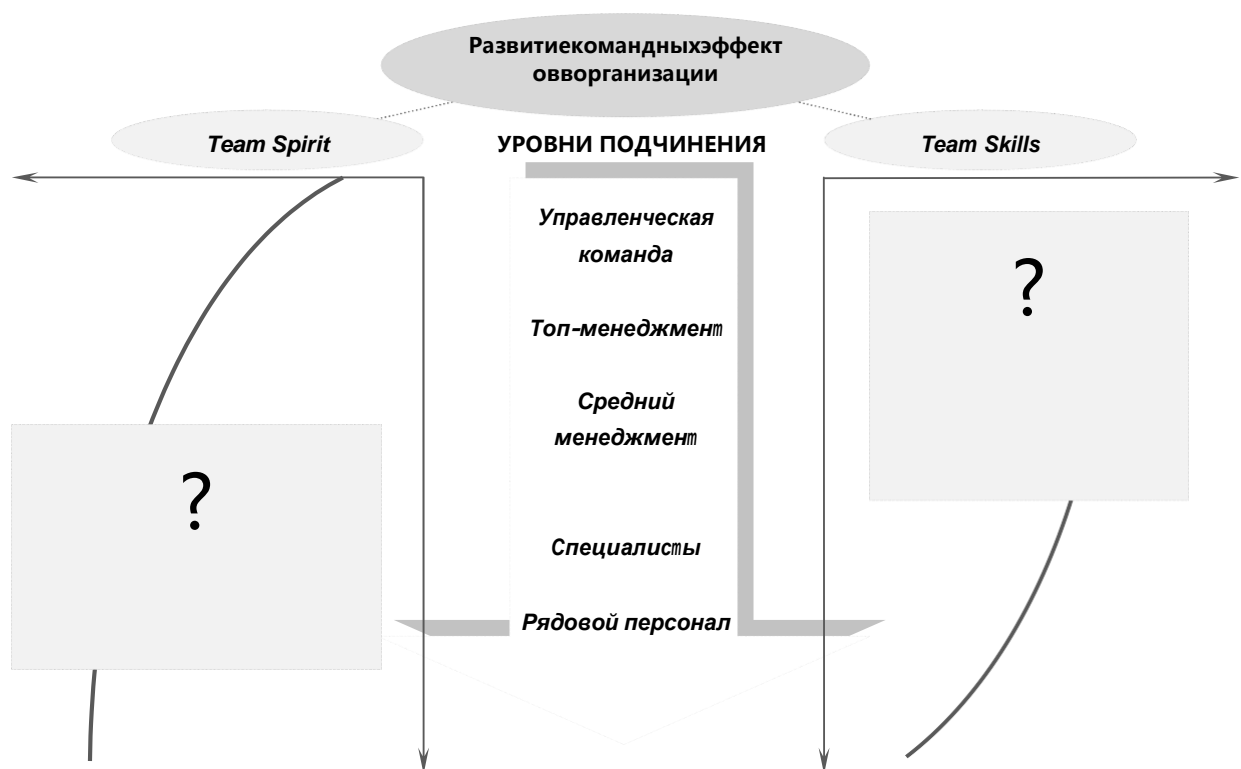 Развитиекомандныхэффект
овворганизации
Team Spirit
УРОВНИ ПОДЧИНЕНИЯ
Team Skills
Управленческая
команда
?
Топ-менеджмент
Средний
менеджмент
?
Специалисты
Рядовой персонал